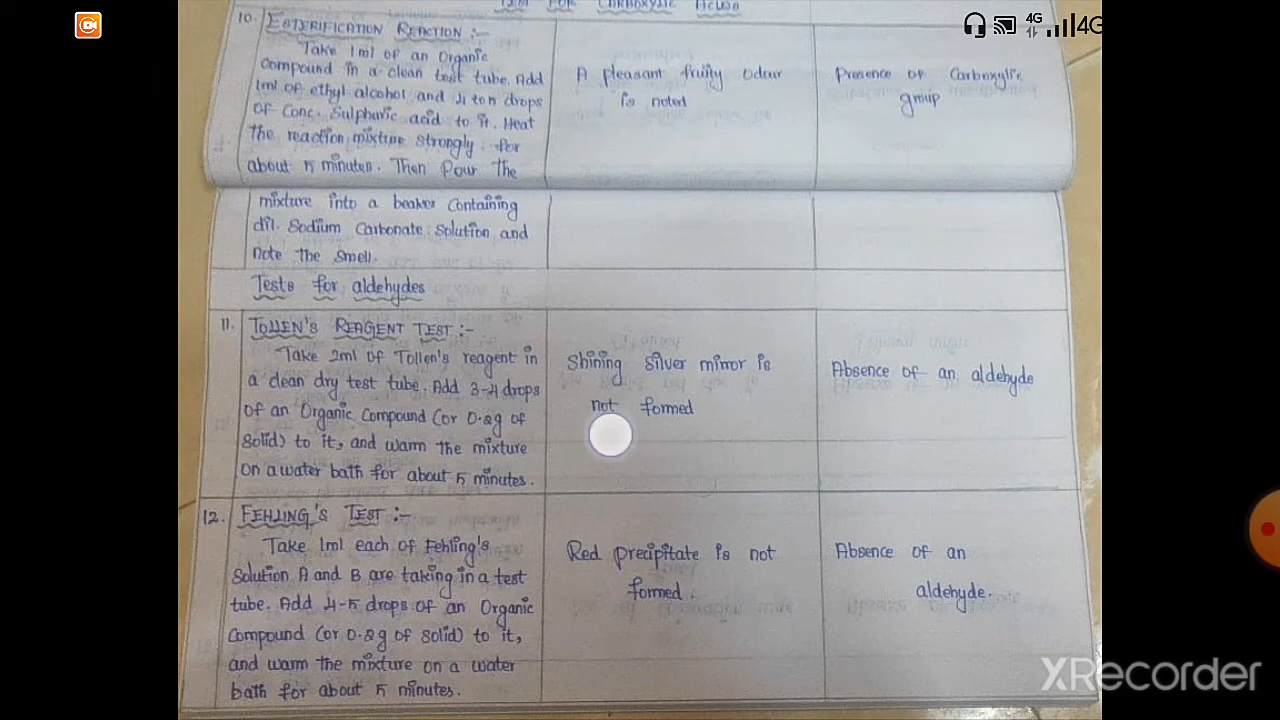 TEST FOR CARBOXYLIC
10. ESTERIFICATION REACTION :-
Take 1ml of an Organic
Compound in a clean test tube. Add
1ml of ethyl alcohol and 4 to 5 drops
of Conc. Sulphuric acid to it. Heat
the reaction mixture strongly. for
about 5 minutes. Then Pour the
mixture into a beaker Containing
dil. Sodium Carbonate Solution and
note the Smell.
A pleasant fruity Odour
is noted
Presence of Carboxylic
group
Tests for aldehydes
11. TOLLEN'S REAGENT TEST :-
Take 2ml of Tollen's reagent in
a clean dry test tube. Add 3-4 drops
of an Organic Compound (or 0.2g of
Solid) to it, and warm the mixture
on a water bath for about 5 minutes.
Shining Silver mirror is
not formed
Absence of an aldehyde
12. FEHLING'S TEST :-
Take 1ml each of Fehling's
Solution A and B are taking in a test
tube. Add 4-5 drops of an Organic
Compound (or 0.2g of Solid) to it,
and warm the mixture on a water
bath for about 5 minutes.
Red precipitate is not
formed.
Absence of an
aldehyde.
4G
4G
XRecorder